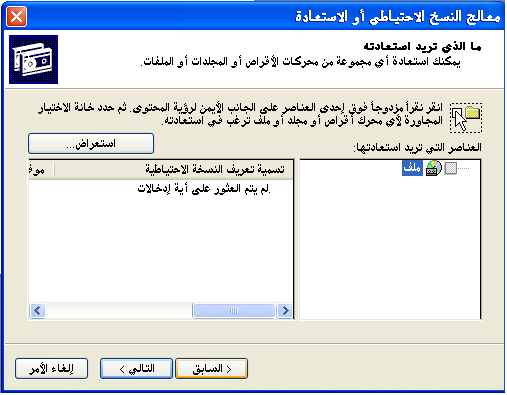 معالج النسخ الاحتياطي أو الاستعادة
ما الذي تريد استعادته
يمكنك استعادة أي مجموعة من محركات الأقراص أو المجلدات أو الملفات.
انقر نقراً مزدوجاً فوق إحدى العناصر على الجانب الأيمن لرؤية المحتوى. ثم حدد خانة الاختيار
المجاورة لأي محرك أقراص أو مجلد أو ملف ترغب في استعادته.
العناصر التي تريد استعادتها:
استعراض...
ملف
تسمية تعريف النسخة الاحتياطية
موق
لم يتم العثور على أية إدخالات.
< السابق
التالي >
إلغاء الأمر